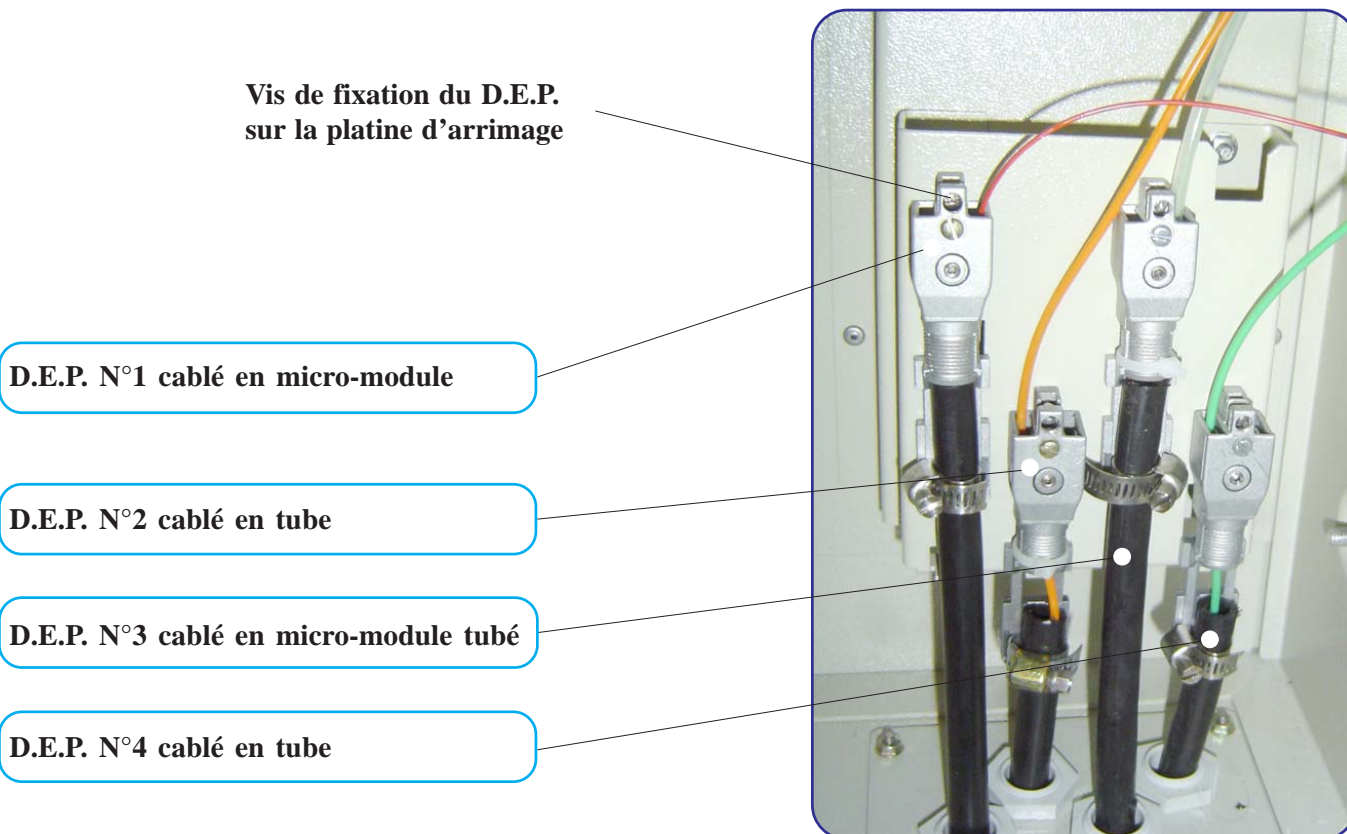 Vis de fixation du D.E.P.
sur la platine d'arrimage
D.E.P. N°1 cablé en micro-module
D.E.P. N°2 cablé en tube
D.E.P. N°3 cablé en micro-module tubé
D.E.P. N°4 cablé en tube